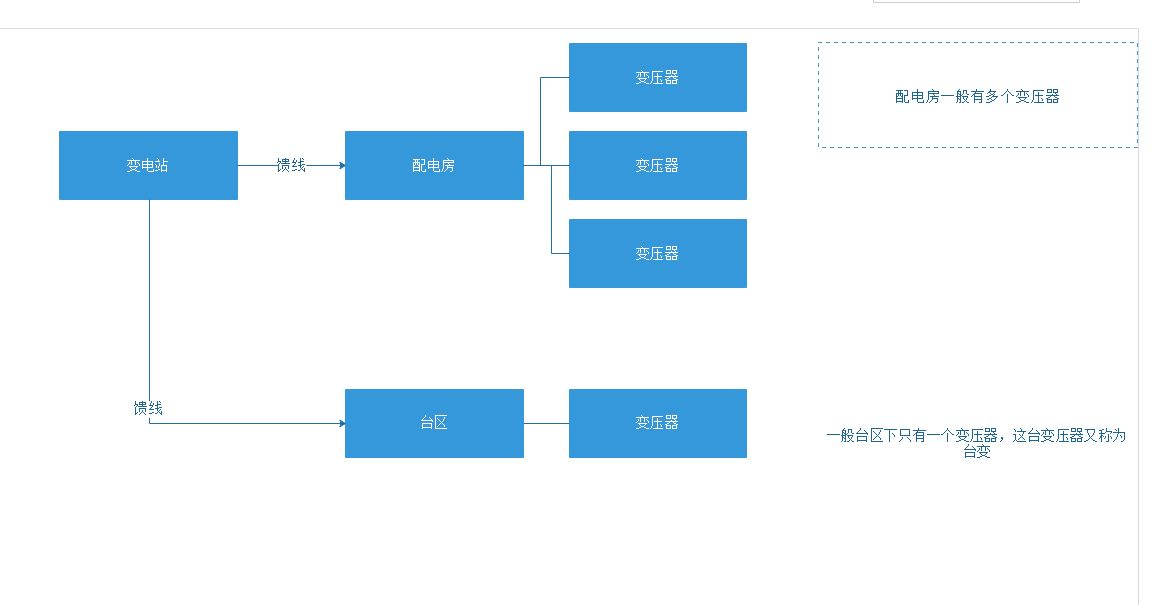 变压器
配电房一般有多个变压器
变电站
馈线
配电房
变压器
变压器
馈线
台区
变压器
一般台区下只有一个变压器，这台变压器又称为
台变